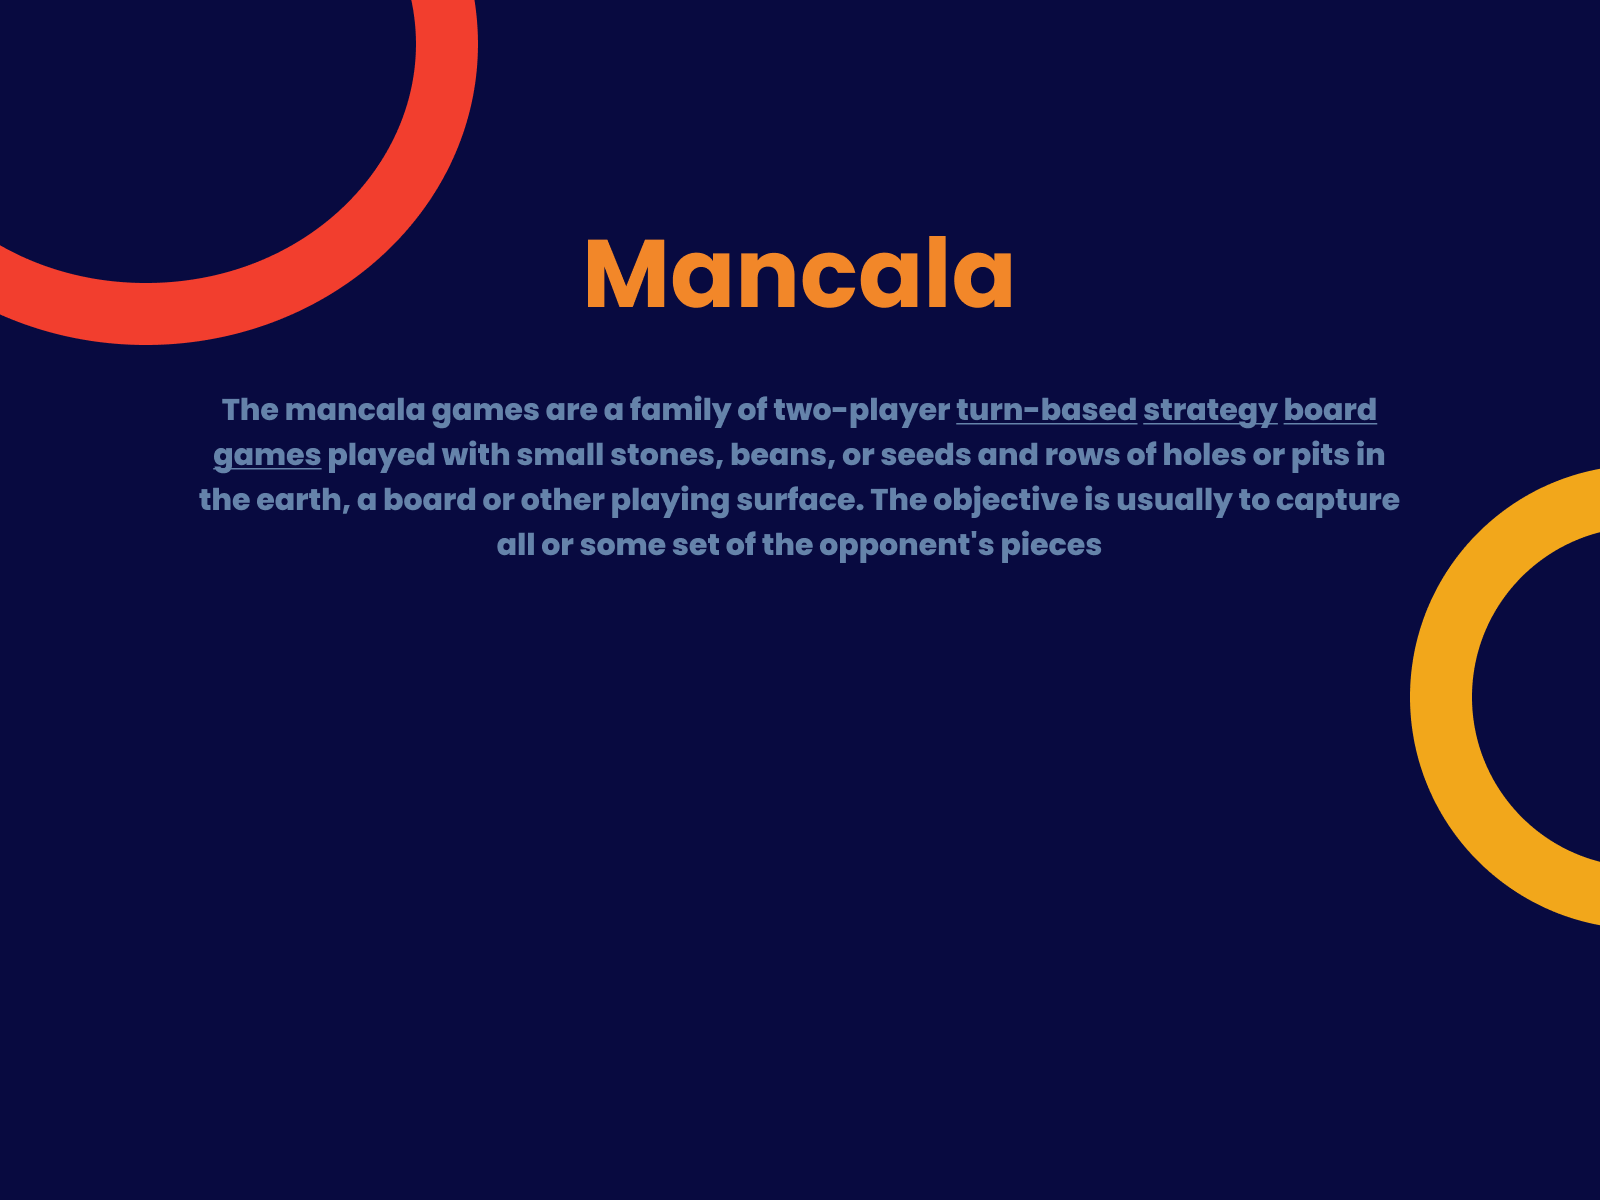 Mancala
The mancala games are a family of two-player turn-based strategy board
games played with small stones, beans, or seeds and rows of holes or pits in
the earth, a board or other playing surface. The objective is usually to capture
all or some set of the opponent's pieces